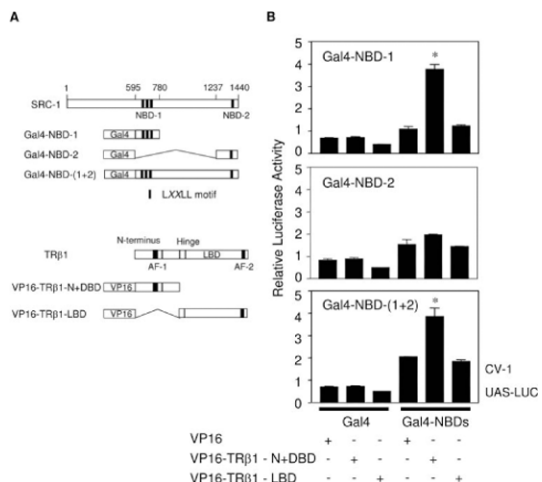 A
1 595 780 1237 1440
SRC-1
NBD-1 NBD-2
Gal4-NBD-1 Gal4
Gal4-NBD-2 Gal4
Gal4-NBD-(1+2) Gal4
LXXLL motif
N-terminus Hinge
TRβ1 LBD
AF-1 AF-2
VP16-TRβ1-N+DBD VP16
VP16-TRβ1-LBD VP16
B
Relative Luciferase Activity
5 Gal4-NBD-1
4 *
3
2
1
0
5 Gal4-NBD-2
4
3
2
1
0
5 Gal4-NBD-(1+2)
4 *
3
2
1
0
CV-1
UAS-LUC
Gal4 Gal4-NBDs
VP16 + - - + - -
VP16-TRβ1 - N+DBD - + - - + -
VP16-TRβ1 - LBD - - + - - +